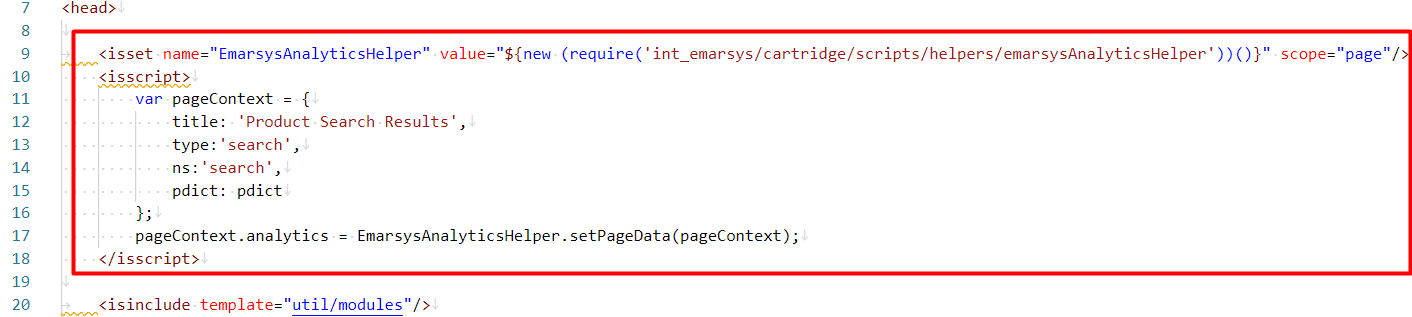 7 <head>
8
9 <isset name="EmarsysAnalyticsHelper" value="${new (require('int_emarsys/cartridge/scripts/helpers/emarsysAnalyticsHelper'))()}" scope="page"/>
10 <isscript>
11 var pageContext = {
12 title: 'Product Search Results',
13 type:'search',
14 ns:'search',
15 pdict: pdict
16 };
17 pageContext.analytics = EmarsysAnalyticsHelper.setPageData(pageContext);
18 </isscript>
19
20 <isinclude template="util/modules"/>